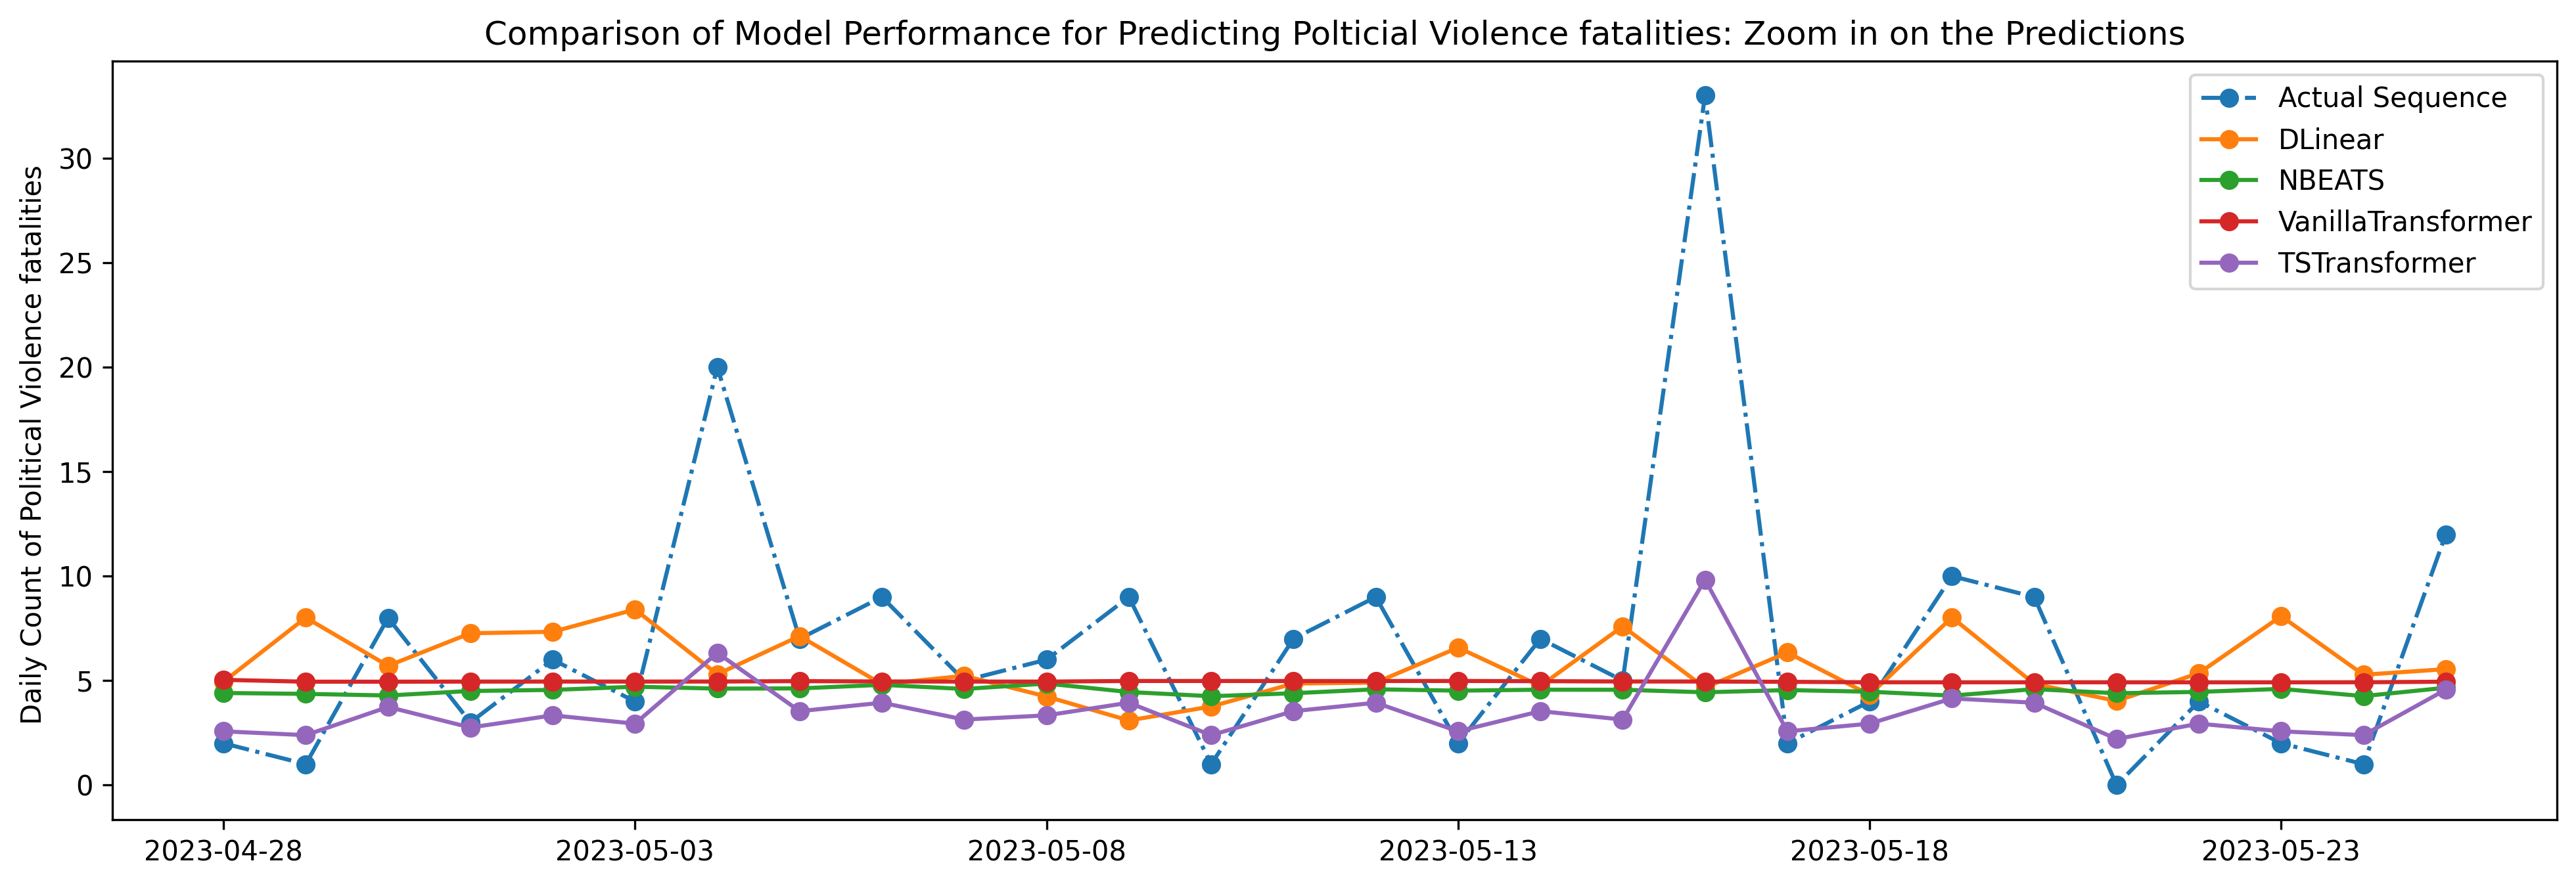 Comparison of Model Performance for Predicting Polticial Violence fatalities: Zoom in on the Predictions
Daily Count of Political Violence fatalities
30
25
20
15
10
5
0
Actual Sequence
DLinear
NBEATS
VanillaTransformer
TSTransformer
2023-04-28
2023-05-03
2023-05-08
2023-05-13
2023-05-18
2023-05-23